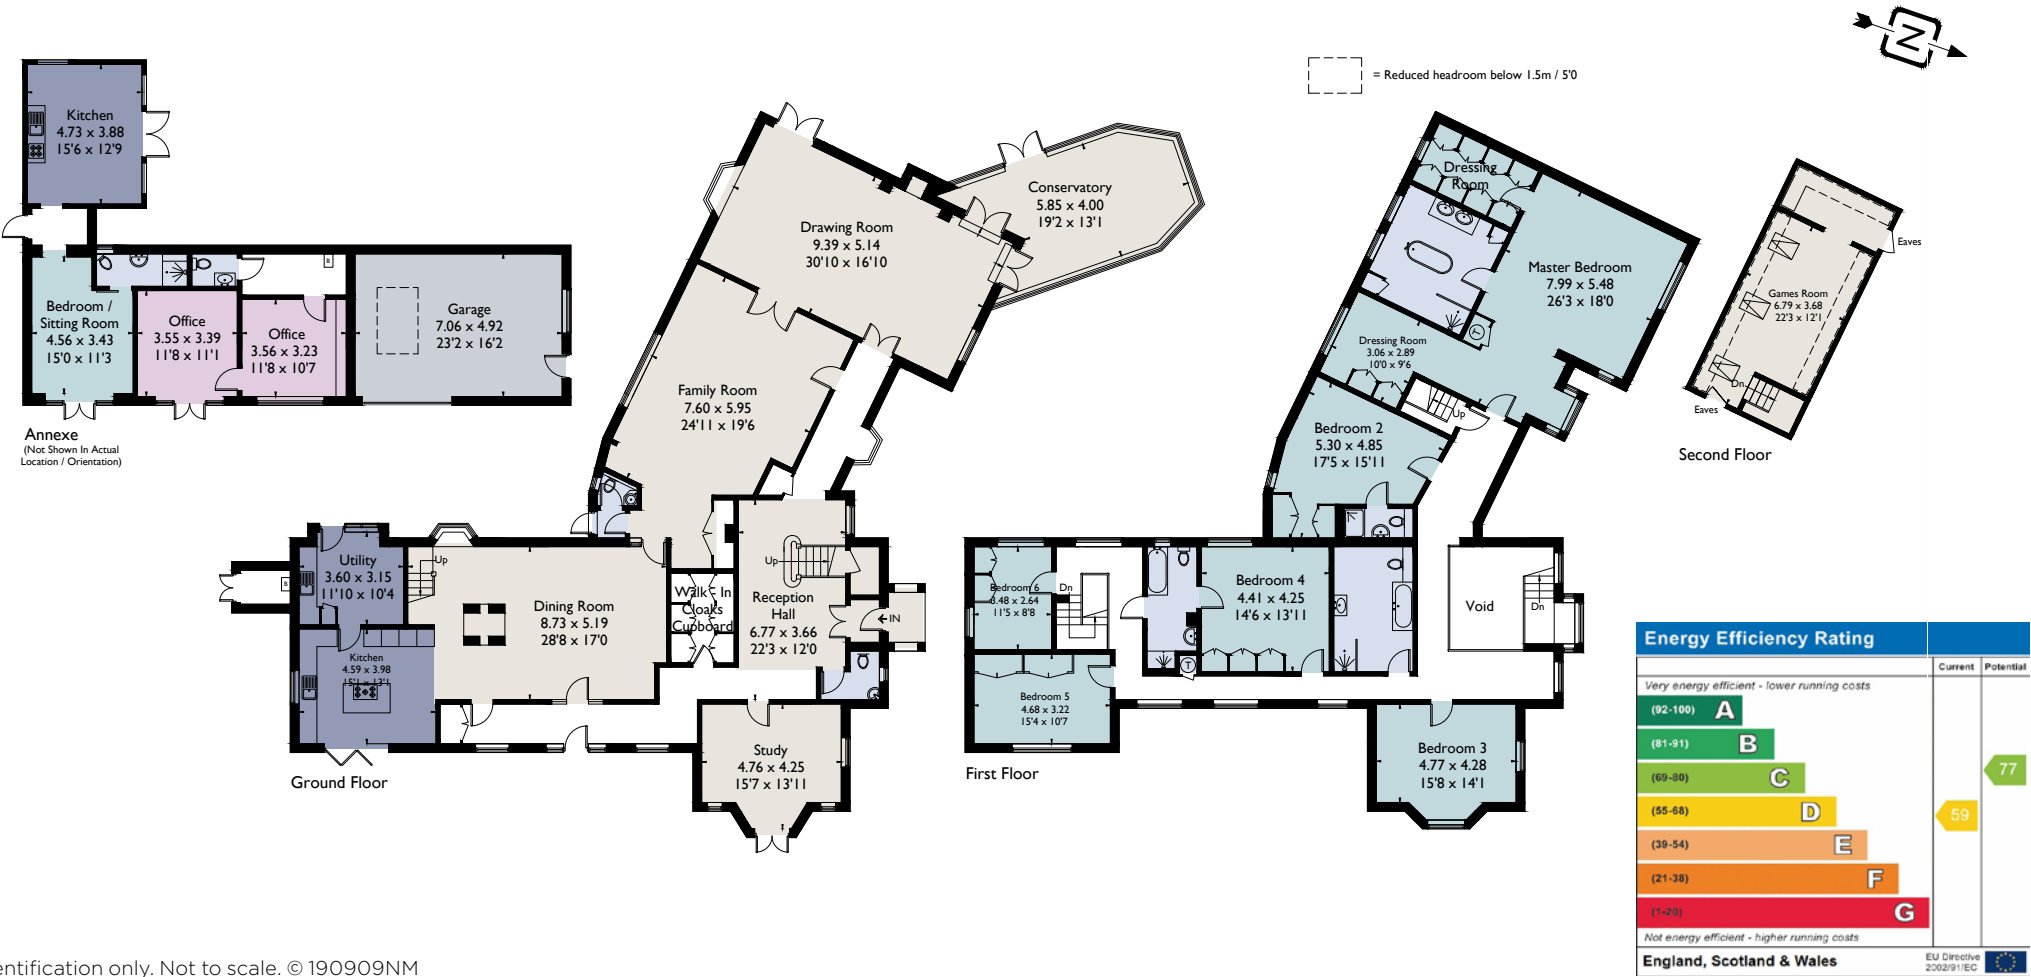 Kitchen
4.73 x 3.88
15'6 x 12'9
Bedroom /
Sitting Room
4.56 x 3.43
15'0 x 11'3
Office
3.55 x 3.39
11'8 x 11'1
Office
3.56 x 3.23
11'8 x 10'7
B
Garage
7.06 x 4.92
23'2 x 16'2
Annexe
(Not Shown In Actual
Location / Orientation)
Drawing Room
9.39 x 5.14
30'10 x 16'10
Conservatory
5.85 x 4.00
19'2 x 13'1
Family Room
7.60 x 5.95
24'11 x 19'6
Utility
3.60 x 3.15
11'10 x 10'4
B
Up
Dining Room
8.73 x 5.19
28'8 x 17'0
Walk - In
Cloaks
Cupboard
Up
Reception
Hall
6.77 x 3.66
22'3 x 12'0
IN
Kitchen
4.59 x 3.98
15'1 x 13'1
Study
4.76 x 4.25
15'7 x 13'11
Ground Floor
= Reduced headroom below 1.5m / 5'0
N
Dressing
Room
Master Bedroom
7.99 x 5.48
26'3 x 18'0
T
Dressing Room
3.06 x 2.89
10'0 x 9'6
Up
Bedroom 2
5.30 x 4.85
17'5 x 15'11
Bedroom 6
3.48 x 2.64
11'5 x 8'8
Dn
Bedroom 4
4.41 x 4.25
14'6 x 13'11
T
Void
Dn
Bedroom 5
4.68 x 3.22
15'4 x 10'7
Bedroom 3
4.77 x 4.28
15'8 x 14'1
First Floor
Eaves
Games Room
6.79 x 3.68
22'3 x 12'1
Dn
Eaves
Second Floor
Energy Efficiency Rating
Current Potential
Very energy efficient - lower running costs
(92-100) A
(81-91) B
(69-80) C
77
(55-68) D
59
(39-54) E
(21-38) F
(1-20) G
Not energy efficient - higher running costs
England, Scotland & Wales
EU Directive
2002/91/EC
entification only. Not to scale. © 190909NM